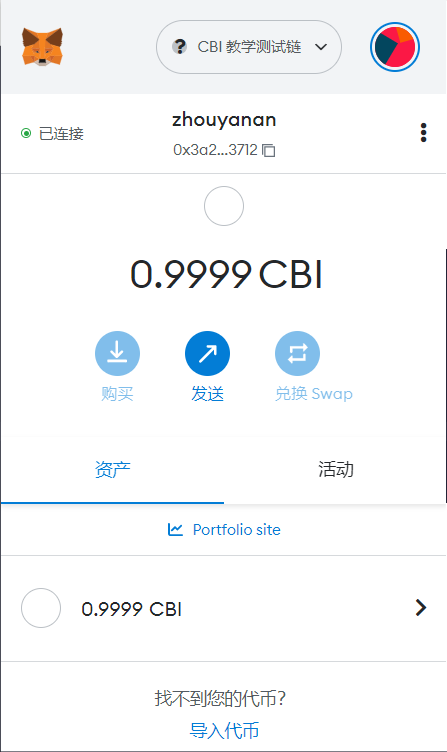 ? CBI 教学测试链
已连接
zhouyanan
0x3a2...3712
0.9999 CBI
购买
发送
兑换 Swap
资产
活动
Portfolio site
0.9999 CBI
找不到您的代币?
导入代币